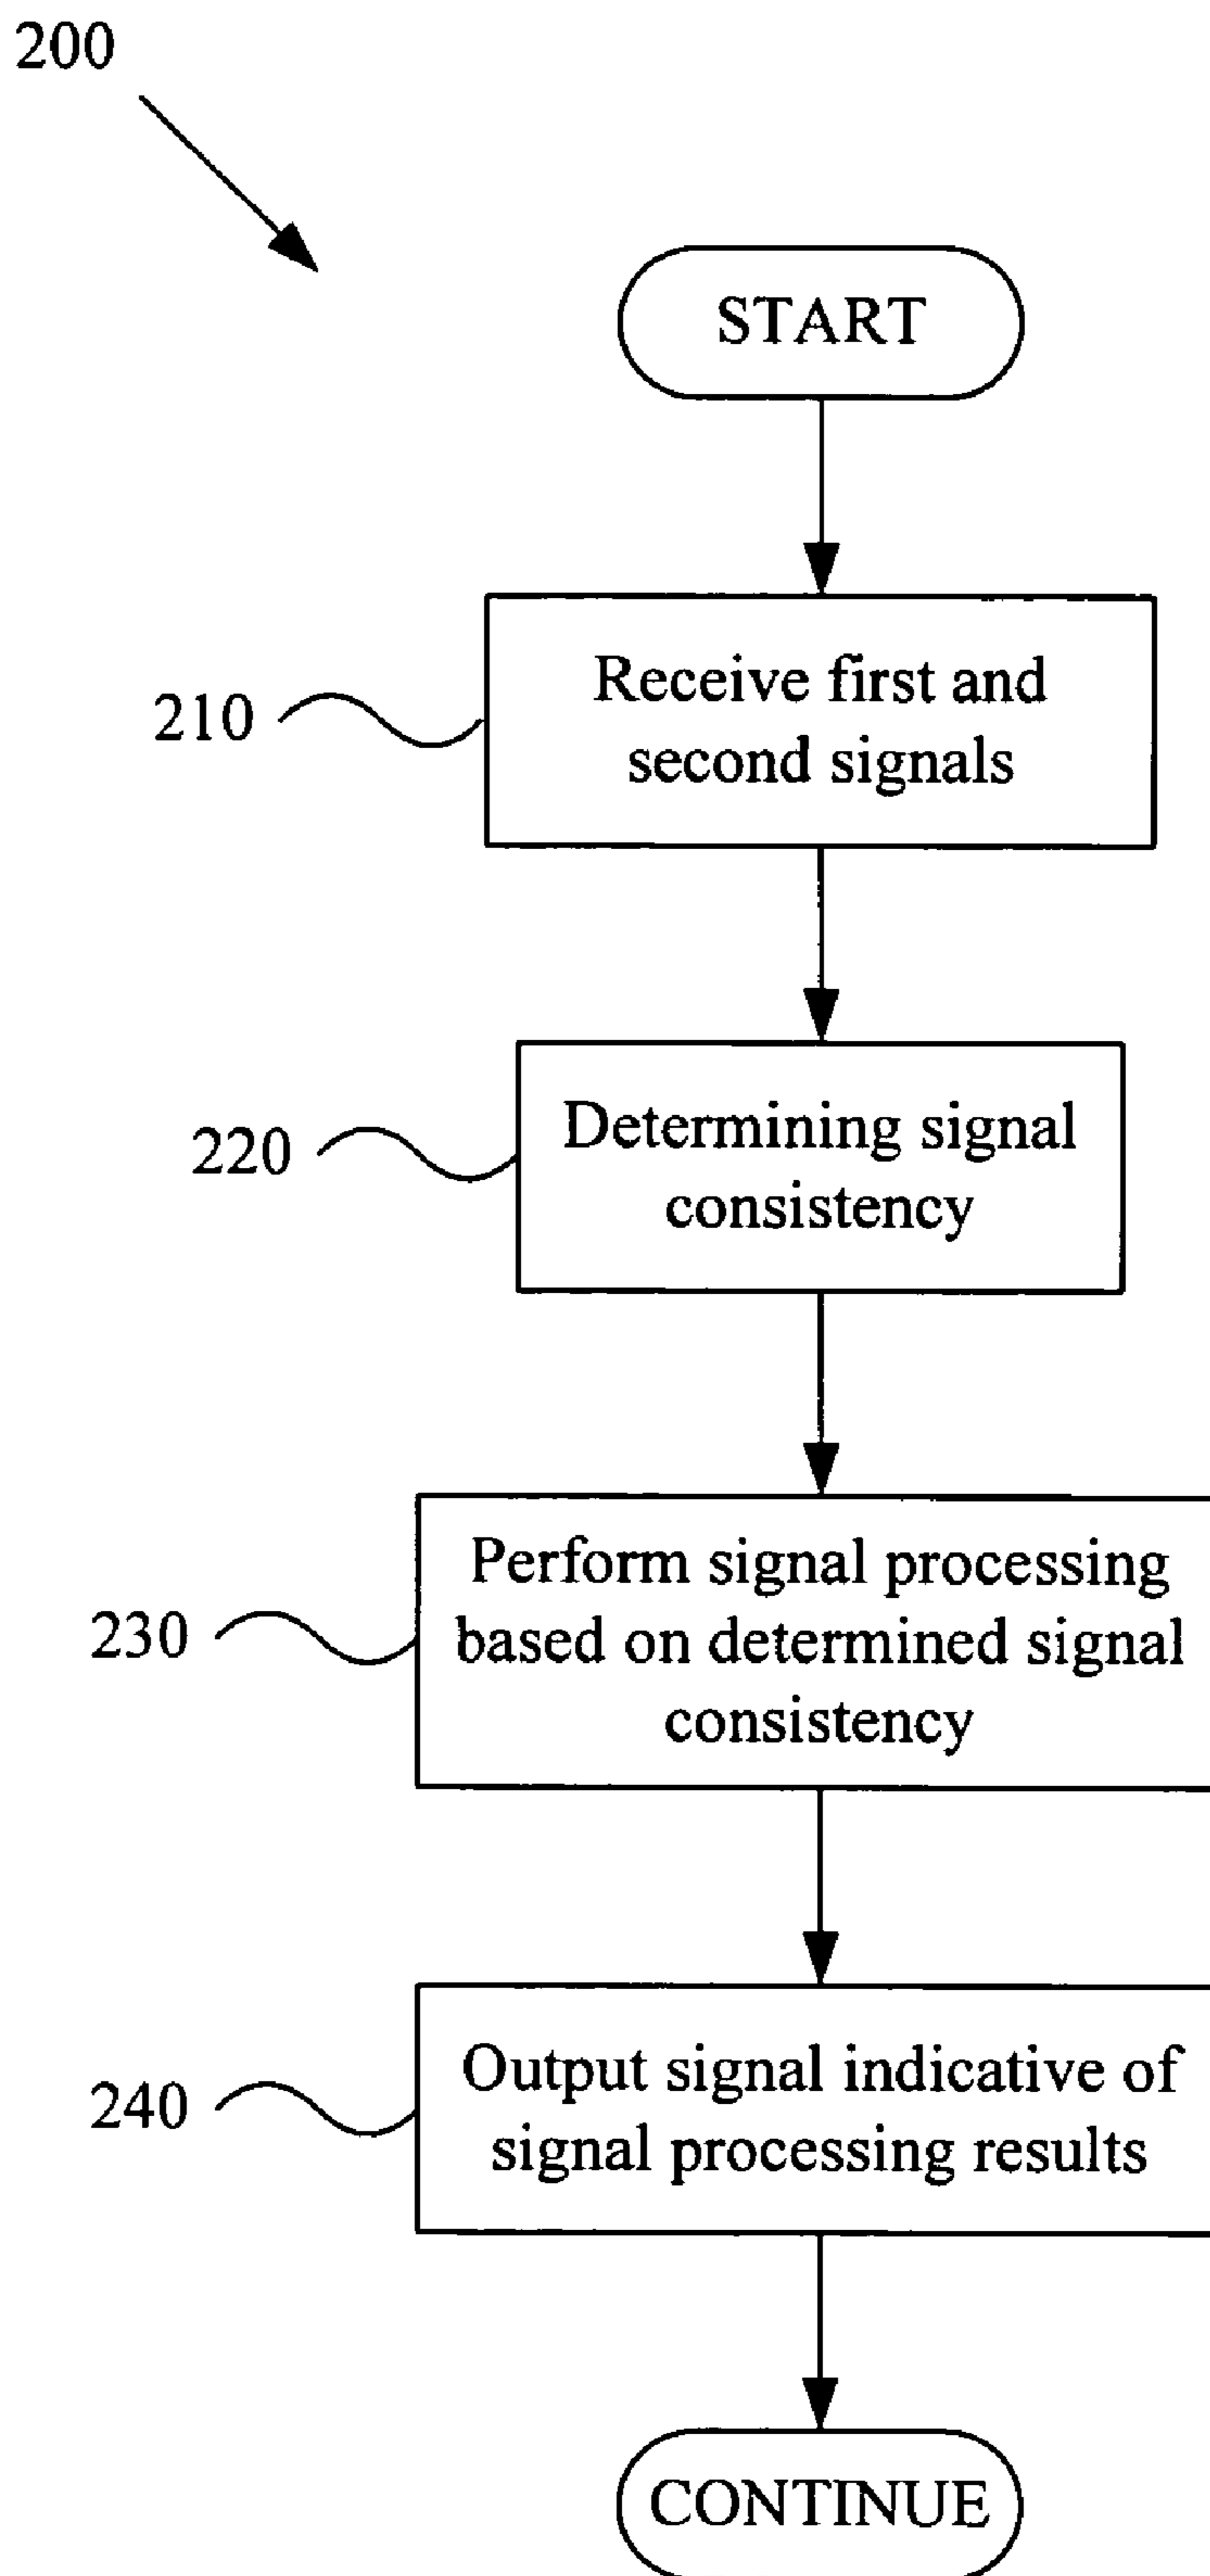 200
START
210
Receive first and
second signals
220
Determining signal
consistency
230
Perform signal processing
based on determined signal
consistency
240
Output signal indicative of
signal processing results
CONTINUE